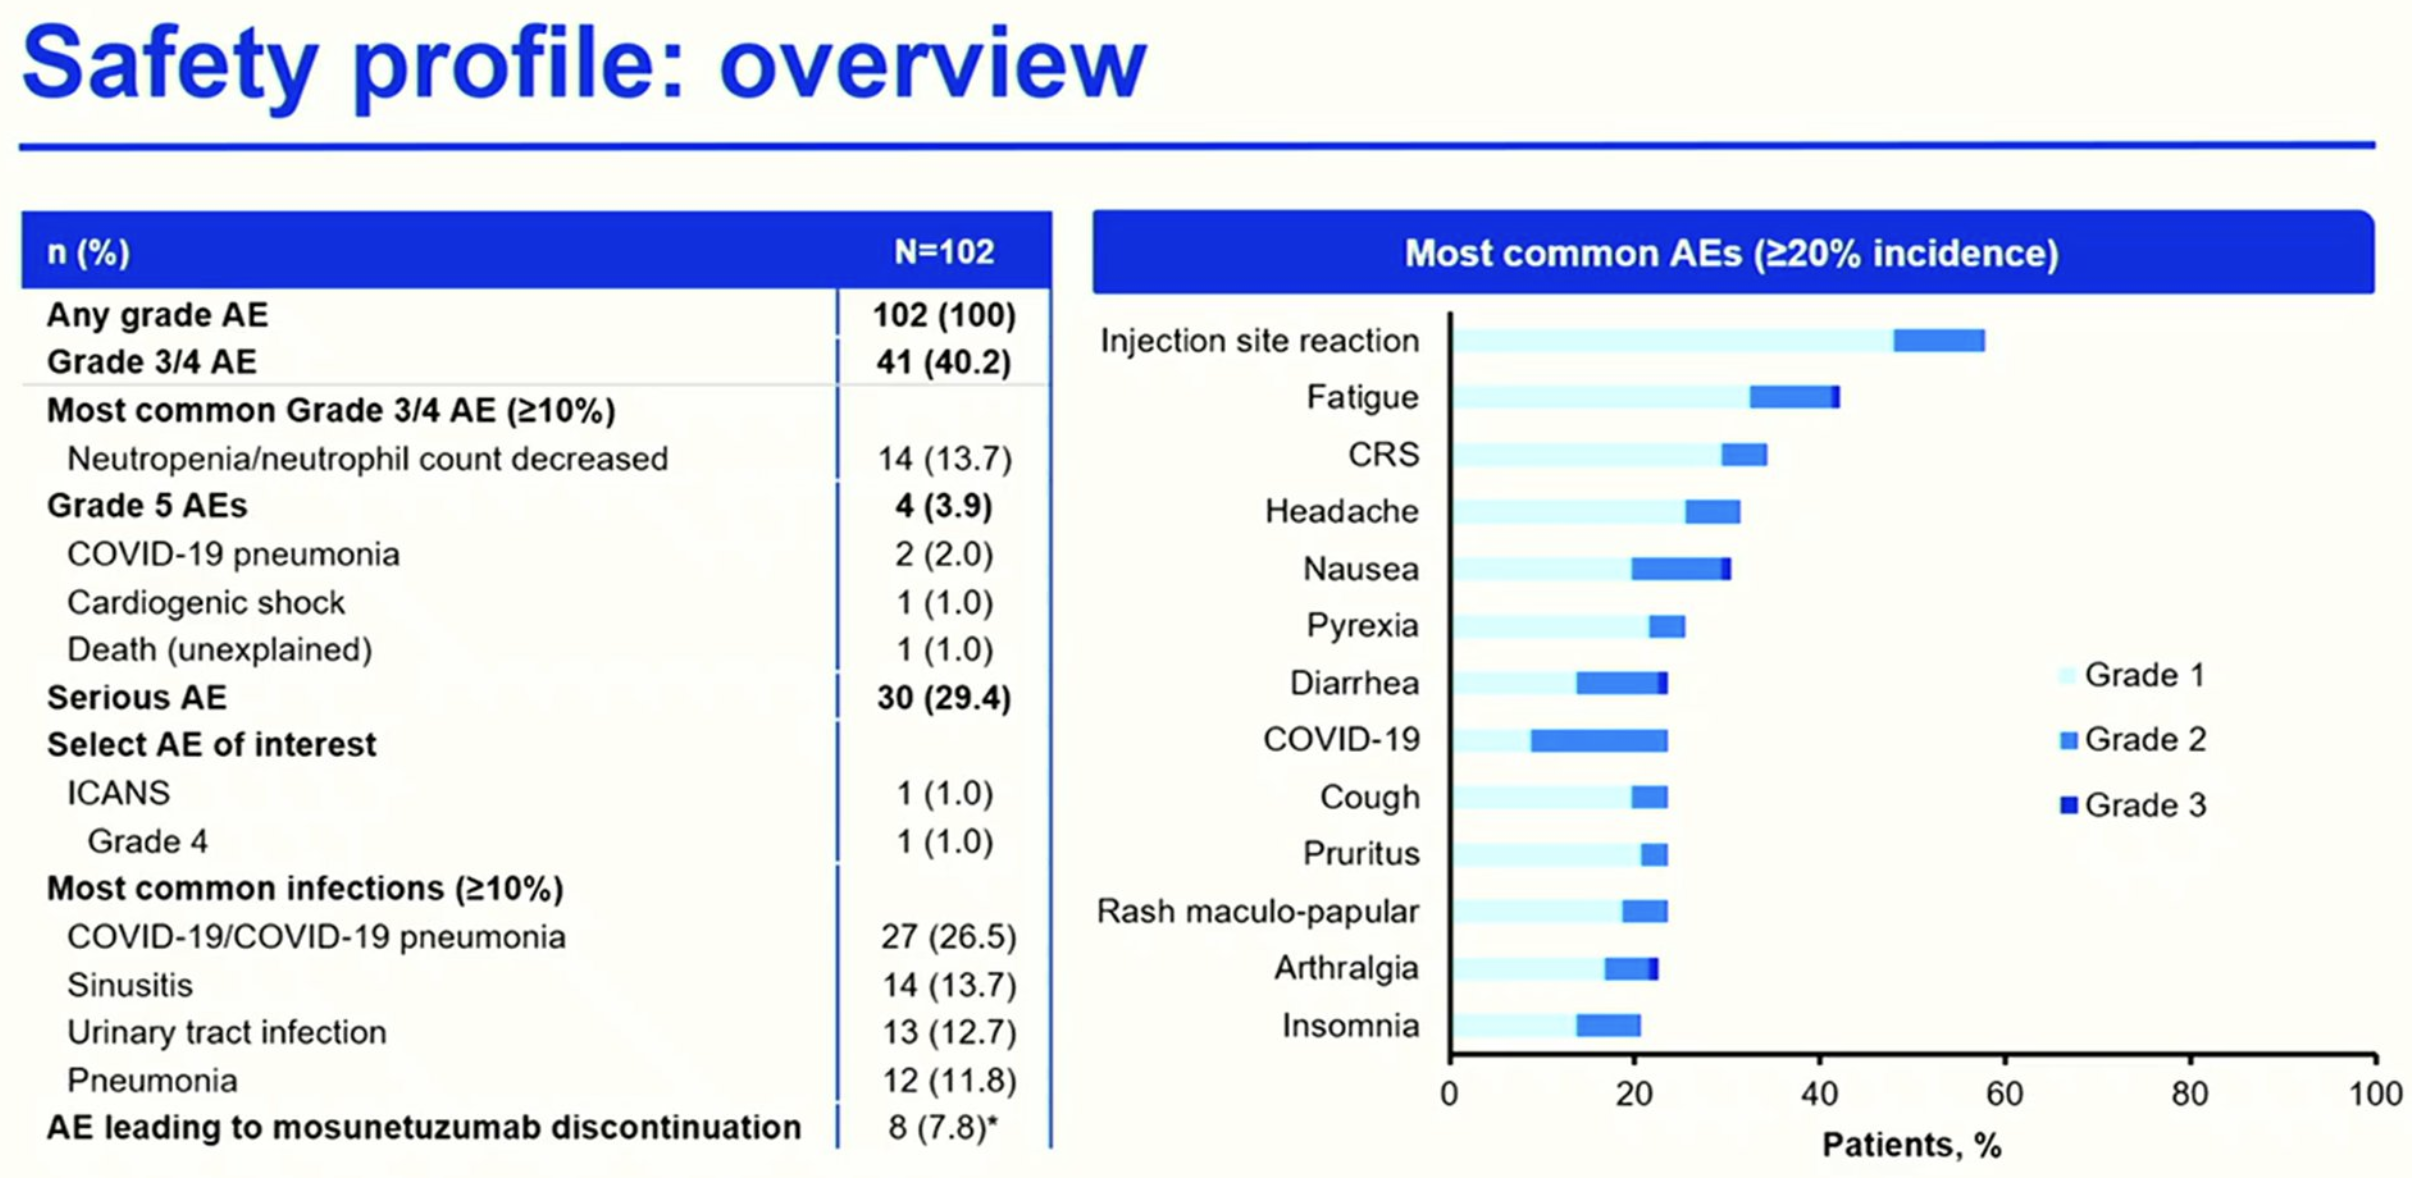 Safety profile: overview
n (%) N=102
Any grade AE 102 (100)
Grade 3/4 AE 41 (40.2)
Most common Grade 3/4 AE (≥10%)
Neutropenia/neutrophil count decreased 14 (13.7)
Grade 5 AEs 4 (3.9)
COVID-19 pneumonia 2 (2.0)
Cardiogenic shock 1 (1.0)
Death (unexplained) 1 (1.0)
Serious AE 30 (29.4)
Select AE of interest
ICANS 1 (1.0)
Grade 4 1 (1.0)
Most common infections (≥10%)
COVID-19/COVID-19 pneumonia 27 (26.5)
Sinusitis 14 (13.7)
Urinary tract infection 13 (12.7)
Pneumonia 12 (11.8)
AE leading to mosunetuzumab discontinuation 8 (7.8)*
Most common AEs (≥20% incidence)
Injection site reaction
Fatigue
CRS
Headache
Nausea
Pyrexia
Diarrhea
COVID-19
Cough
Pruritus
Rash maculo-papular
Arthralgia
Insomnia
Grade 1
Grade 2
Grade 3
0 20 40 60 80 100
Patients, %